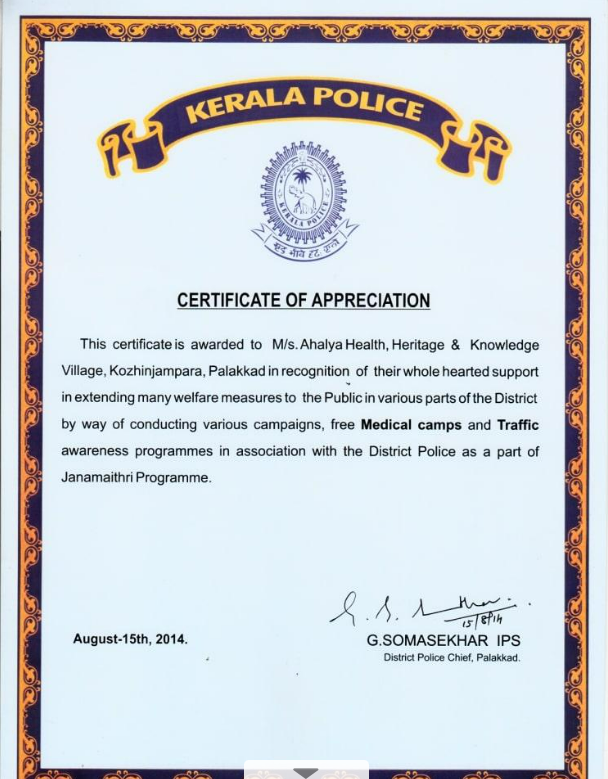 KERALA POLICE
KERALA POLICE
मृदु भावे दृढ कृत्ये
CERTIFICATE OF APPRECIATION
This certificate is awarded to M/s. Ahalya Health, Heritage & Knowledge
Village, Kozhinjampara, Palakkad in recognition of their whole hearted support
in extending many welfare measures to the Public in various parts of the District
by way of conducting various campaigns, free Medical camps and Traffic
awareness programmes in association with the District Police as a part of
Janamaithri Programme.
15/8/14
August-15th, 2014.
G.SOMASEKHAR IPS
District Police Chief, Palakkad.